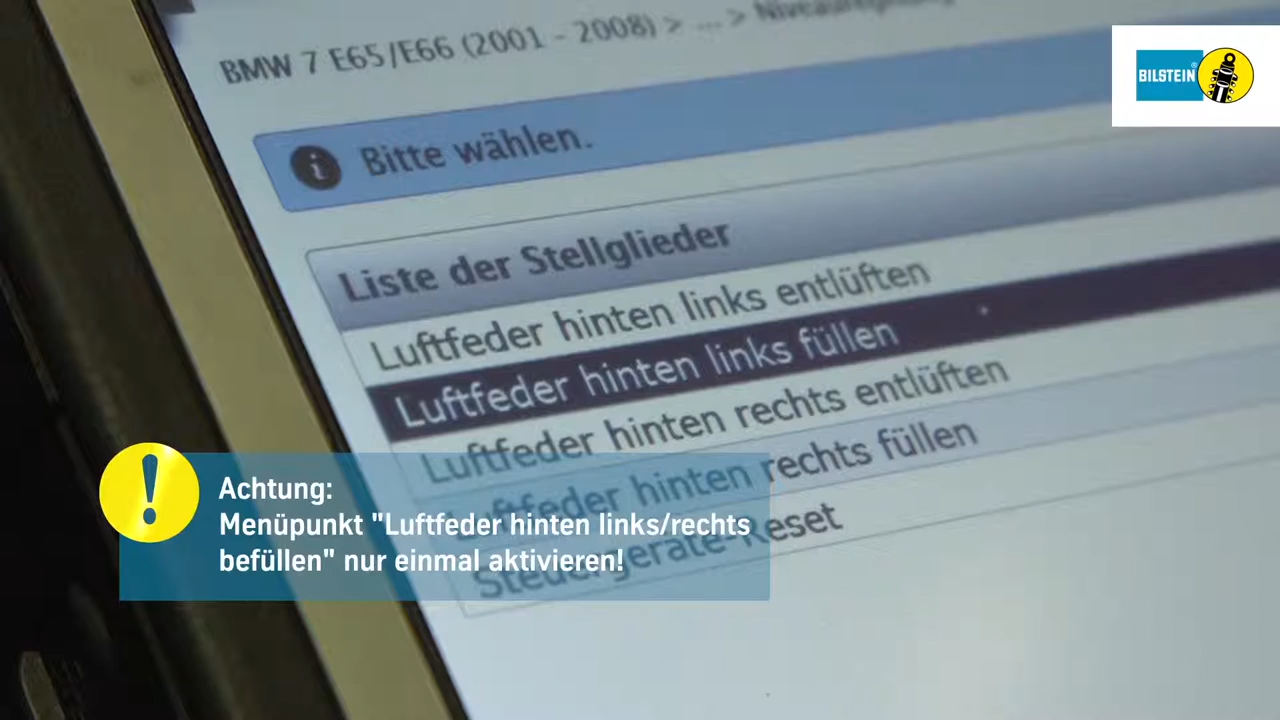 BMW 7 E65/E66 (2001 - 2008) > ... > Niveauregelung
BILSTEIN®
Bitte wählen.
Liste der Stellglieder
Luftfeder hinten links entlüften
Luftfeder hinten links füllen
Luftfeder hinten rechts entlüften
Luftfeder hinten rechts füllen
Steuergeräte-Reset
Achtung:
Menüpunkt "Luftfeder hinten links/rechts
befüllen" nur einmal aktivieren!